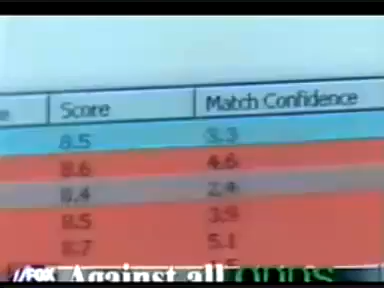 Score Match Confidence
8.5 3.3
8.6 4.6
8.4 2.4
8.5 3.9
8.7 5.1
//FOX Against all ODDS